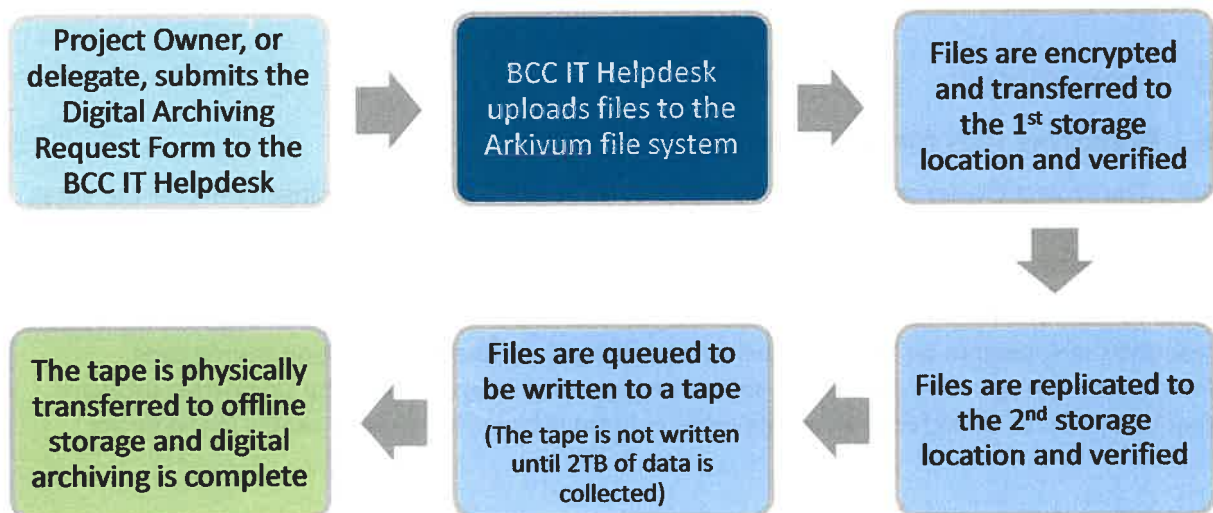 Project Owner, or
delegate, submits the
Digital Archiving
Request Form to the
BCC IT Helpdesk
BCC IT Helpdesk
uploads files to the
Arkivum file system
Files are encrypted
and transferred to
the 1st storage
location and verified
Files are replicated to
the 2nd storage
location and verified
Files are queued to
be written to a tape
(The tape is not written
until 2TB of data is
collected)
The tape is physically
transferred to offline
storage and digital
archiving is complete